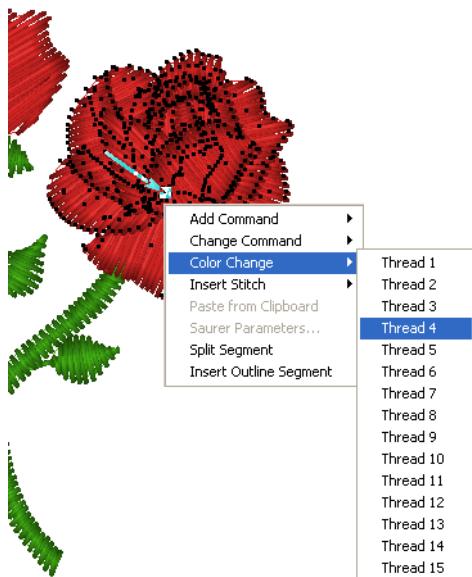 Add Command
Change Command
Color Change
Insert Stitch
Paste from Clipboard
Saurer Parameters...
Split Segment
Insert Outline Segment
Thread 1
Thread 2
Thread 3
Thread 4
Thread 5
Thread 6
Thread 7
Thread 8
Thread 9
Thread 10
Thread 11
Thread 12
Thread 13
Thread 14
Thread 15